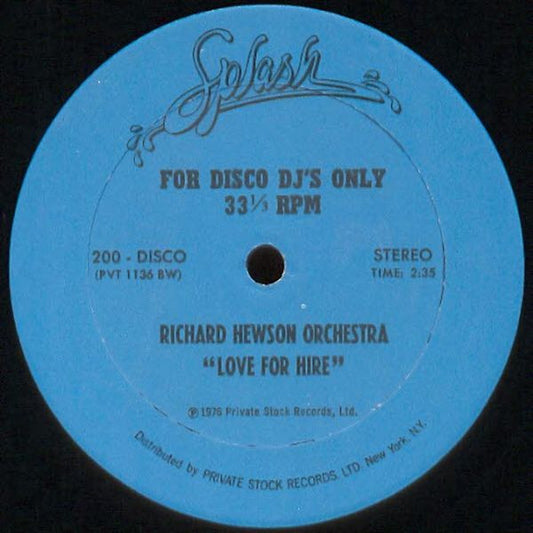 Splash
FOR DISCO DJ'S ONLY
33⅓ RPM
200 - DISCO
(PVT 1136 BW)
STEREO
TIME: 2:35
RICHARD HEWSON ORCHESTRA
"LOVE FOR HIRE"
℗ 1976 Private Stock Records, Ltd.
Distributed by PRIVATE STOCK RECORDS, LTD. New York, N.Y.